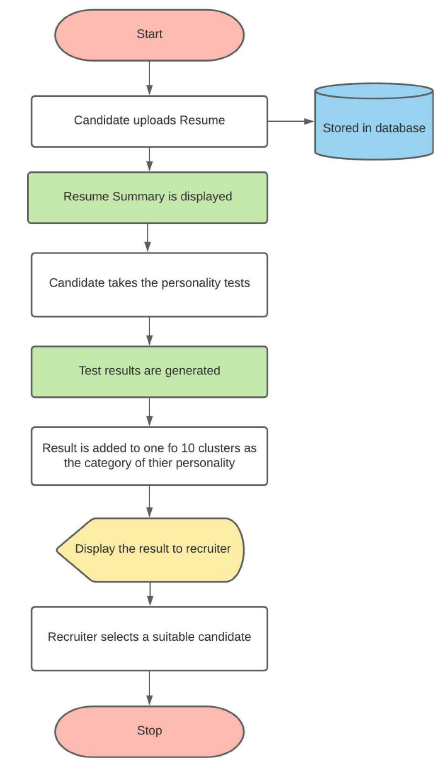 Start
Candidate uploads Resume
Stored in database
Resume Summary is displayed
Candidate takes the personality tests
Test results are generated
Result is added to one fo 10 clusters as
the category of thier personality
Display the result to recruiter
Recruiter selects a suitable candidate
Stop